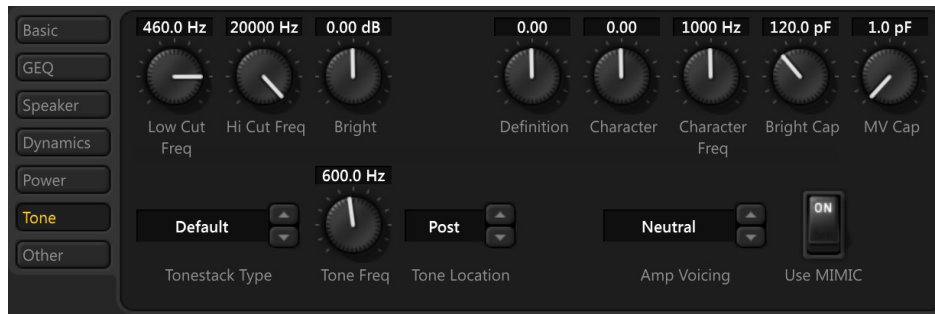 Basic
GEQ
Speaker
Dynamics
Power
Tone
Other
460.0 Hz 20000 Hz 0.00 dB 0.00 0.00 1000 Hz 120.0 pF 1.0 pF
Low Cut Hi Cut Freq Bright Definition Character Character Bright Cap MV Cap
Freq Freq
600.0 Hz
Default Post Neutral ON
Tonestack Type Tone Freq Tone Location Amp Voicing Use MIMIC